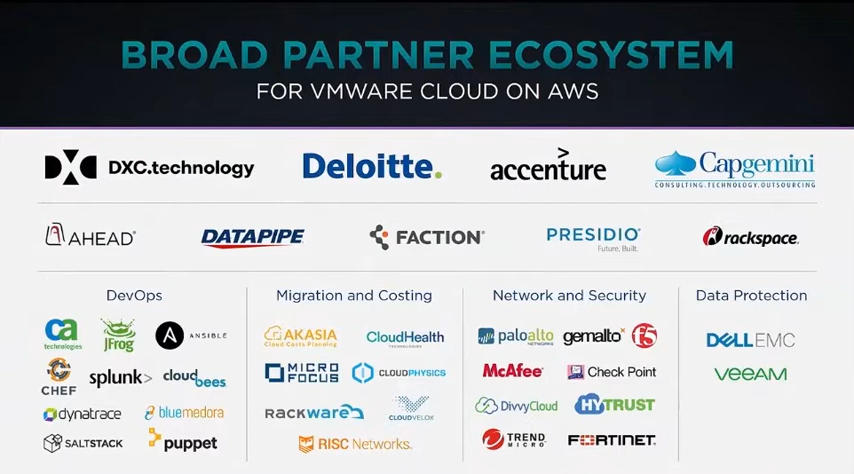 BROAD PARTNER ECOSYSTEM
FOR VMWARE CLOUD ON AWS
DXC.technology
Deloitte.
accenture
Capgemini
CONSULTING.TECHNOLOGY.OUTSOURCING
AHEAD
DATAPIPE
FACTION
PRESIDIO
Future. Built.
rackspace.
DevOps
ca
technologies
JFrog
ANSIBLE
CHEF
splunk>
cloudbees
dynatrace
bluemedora
SALTSTACK
puppet
Migration and Costing
AKASIA
Cloud Costs Planning
CloudHealth
TECHNOLOGIES
MICRO
FOCUS
CLOUDPHYSICS
RACKWARE
CLOUDVELOX
RISC Networks.
Network and Security
paloalto
NETWORKS
gemalto
f5
McAfee
Check Point
DivvyCloud
HYTRUST
TREND
MICRO
FORTINET
Data Protection
DELLEMC
VEEAM